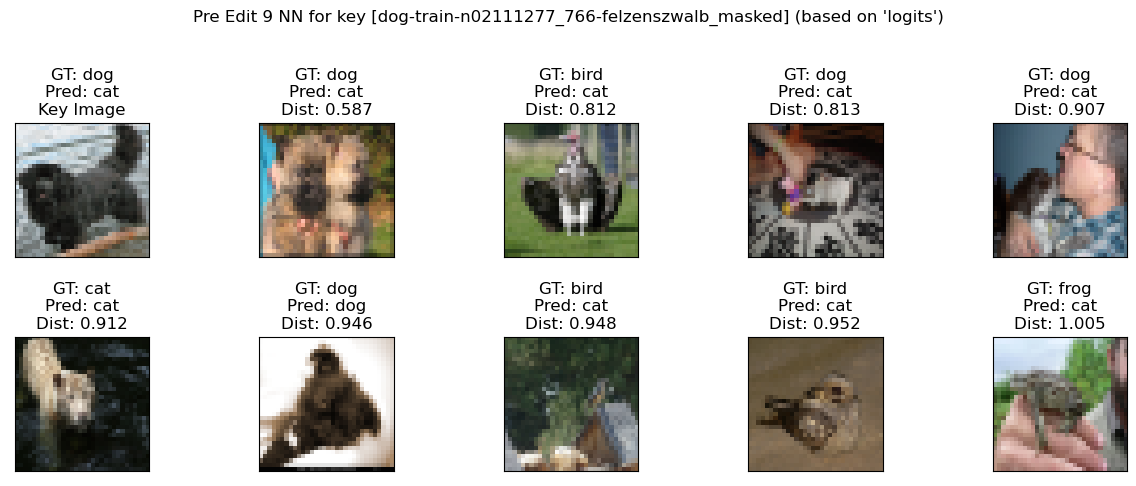 Pre Edit 9 NN for key [dog-train-n02111277_766-felzenszwalb_masked] (based on 'logits')
GT: dog
Pred: cat
Key Image
GT: dog
Pred: cat
Dist: 0.587
GT: bird
Pred: cat
Dist: 0.812
GT: dog
Pred: cat
Dist: 0.813
GT: dog
Pred: cat
Dist: 0.907
GT: cat
Pred: cat
Dist: 0.912
GT: dog
Pred: dog
Dist: 0.946
GT: bird
Pred: cat
Dist: 0.948
GT: bird
Pred: cat
Dist: 0.952
GT: frog
Pred: cat
Dist: 1.005